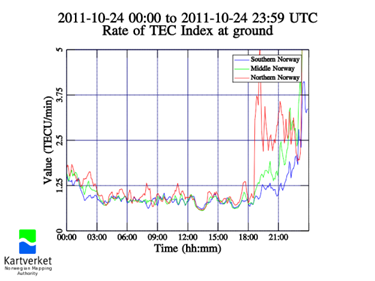 2011-10-24 00:00 to 2011-10-24 23:59 UTC
Rate of TEC Index at ground
Southern Norway
Middle Norway
Northern Norway
Value (TECU/min)
5
3.75
2.5
1.25
0
00:00 03:00 06:00 09:00 12:00 15:00 18:00 21:00
Time (hh:mm)
Kartverket
Norwegian Mapping
Authority